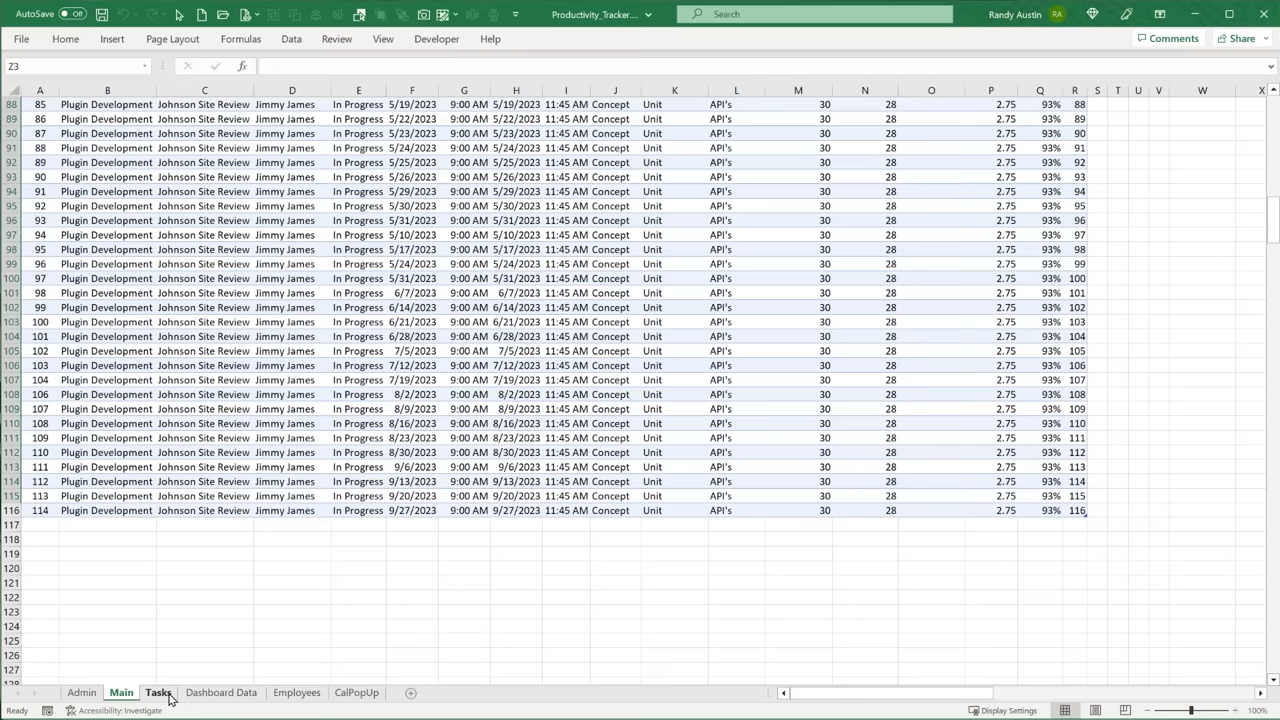 AutoSave Off Productivity_Tracker.... Search Randy Austin RA
File Home Insert Page Layout Formulas Data Review View Developer Help Comments Share
Z3 fx
A B C D E F G H I J K L M N O P Q R S T U V W X
88 85 Plugin Development Johnson Site Review Jimmy James In Progress 5/19/2023 9:00 AM 5/19/2023 11:45 AM Concept Unit API's 30 28 2.75 93% 88
89 86 Plugin Development Johnson Site Review Jimmy James In Progress 5/22/2023 9:00 AM 5/22/2023 11:45 AM Concept Unit API's 30 28 2.75 93% 89
90 87 Plugin Development Johnson Site Review Jimmy James In Progress 5/23/2023 9:00 AM 5/23/2023 11:45 AM Concept Unit API's 30 28 2.75 93% 90
91 88 Plugin Development Johnson Site Review Jimmy James In Progress 5/24/2023 9:00 AM 5/24/2023 11:45 AM Concept Unit API's 30 28 2.75 93% 91
92 89 Plugin Development Johnson Site Review Jimmy James In Progress 5/25/2023 9:00 AM 5/25/2023 11:45 AM Concept Unit API's 30 28 2.75 93% 92
93 90 Plugin Development Johnson Site Review Jimmy James In Progress 5/26/2023 9:00 AM 5/26/2023 11:45 AM Concept Unit API's 30 28 2.75 93% 93
94 91 Plugin Development Johnson Site Review Jimmy James In Progress 5/29/2023 9:00 AM 5/29/2023 11:45 AM Concept Unit API's 30 28 2.75 93% 94
95 92 Plugin Development Johnson Site Review Jimmy James In Progress 5/30/2023 9:00 AM 5/30/2023 11:45 AM Concept Unit API's 30 28 2.75 93% 95
96 93 Plugin Development Johnson Site Review Jimmy James In Progress 5/31/2023 9:00 AM 5/31/2023 11:45 AM Concept Unit API's 30 28 2.75 93% 96
97 94 Plugin Development Johnson Site Review Jimmy James In Progress 5/10/2023 9:00 AM 5/10/2023 11:45 AM Concept Unit API's 30 28 2.75 93% 97
98 95 Plugin Development Johnson Site Review Jimmy James In Progress 5/17/2023 9:00 AM 5/17/2023 11:45 AM Concept Unit API's 30 28 2.75 93% 98
99 96 Plugin Development Johnson Site Review Jimmy James In Progress 5/24/2023 9:00 AM 5/24/2023 11:45 AM Concept Unit API's 30 28 2.75 93% 99
100 97 Plugin Development Johnson Site Review Jimmy James In Progress 5/31/2023 9:00 AM 5/31/2023 11:45 AM Concept Unit API's 30 28 2.75 93% 100
101 98 Plugin Development Johnson Site Review Jimmy James In Progress 6/7/2023 9:00 AM 6/7/2023 11:45 AM Concept Unit API's 30 28 2.75 93% 101
102 99 Plugin Development Johnson Site Review Jimmy James In Progress 6/14/2023 9:00 AM 6/14/2023 11:45 AM Concept Unit API's 30 28 2.75 93% 102
103 100 Plugin Development Johnson Site Review Jimmy James In Progress 6/21/2023 9:00 AM 6/21/2023 11:45 AM Concept Unit API's 30 28 2.75 93% 103
104 101 Plugin Development Johnson Site Review Jimmy James In Progress 6/28/2023 9:00 AM 6/28/2023 11:45 AM Concept Unit API's 30 28 2.75 93% 104
105 102 Plugin Development Johnson Site Review Jimmy James In Progress 7/5/2023 9:00 AM 7/5/2023 11:45 AM Concept Unit API's 30 28 2.75 93% 105
106 103 Plugin Development Johnson Site Review Jimmy James In Progress 7/12/2023 9:00 AM 7/12/2023 11:45 AM Concept Unit API's 30 28 2.75 93% 106
107 104 Plugin Development Johnson Site Review Jimmy James In Progress 7/19/2023 9:00 AM 7/19/2023 11:45 AM Concept Unit API's 30 28 2.75 93% 107
108 106 Plugin Development Johnson Site Review Jimmy James In Progress 8/2/2023 9:00 AM 8/2/2023 11:45 AM Concept Unit API's 30 28 2.75 93% 108
109 107 Plugin Development Johnson Site Review Jimmy James In Progress 8/9/2023 9:00 AM 8/9/2023 11:45 AM Concept Unit API's 30 28 2.75 93% 109
110 108 Plugin Development Johnson Site Review Jimmy James In Progress 8/16/2023 9:00 AM 8/16/2023 11:45 AM Concept Unit API's 30 28 2.75 93% 110
111 109 Plugin Development Johnson Site Review Jimmy James In Progress 8/23/2023 9:00 AM 8/23/2023 11:45 AM Concept Unit API's 30 28 2.75 93% 111
112 110 Plugin Development Johnson Site Review Jimmy James In Progress 8/30/2023 9:00 AM 8/30/2023 11:45 AM Concept Unit API's 30 28 2.75 93% 112
113 111 Plugin Development Johnson Site Review Jimmy James In Progress 9/6/2023 9:00 AM 9/6/2023 11:45 AM Concept Unit API's 30 28 2.75 93% 113
114 112 Plugin Development Johnson Site Review Jimmy James In Progress 9/13/2023 9:00 AM 9/13/2023 11:45 AM Concept Unit API's 30 28 2.75 93% 114
115 113 Plugin Development Johnson Site Review Jimmy James In Progress 9/20/2023 9:00 AM 9/20/2023 11:45 AM Concept Unit API's 30 28 2.75 93% 115
116 114 Plugin Development Johnson Site Review Jimmy James In Progress 9/27/2023 9:00 AM 9/27/2023 11:45 AM Concept Unit API's 30 28 2.75 93% 116
117
118
119
120
121
122
123
124
125
126
127
128
Admin Main Tasks Dashboard Data Employees CalPopUp
Ready Accessibility: Investigate Display Settings 100%